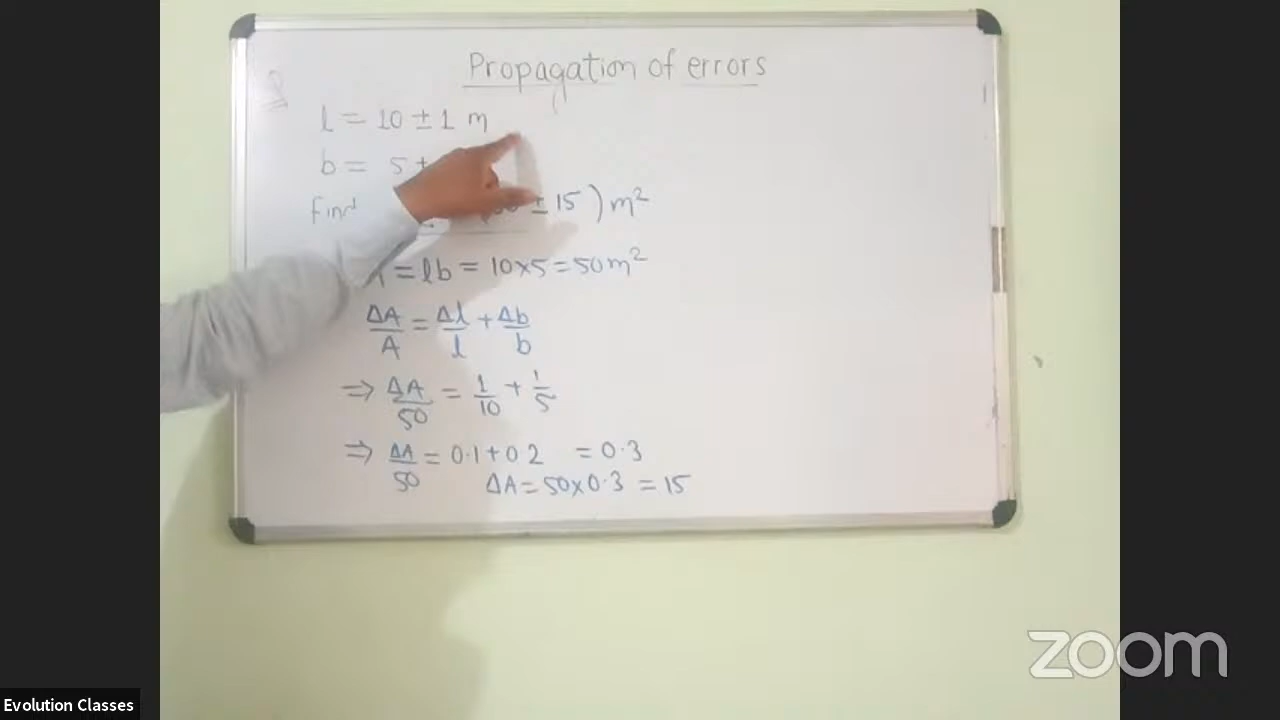 Propagation of errors
l = 10 ± 1 m
b = 5 ±
find ± 15 ) m²
= lb = 10×5 = 50 m²
ΔA/A = Δl/l + Δb/b
⇒ ΔA/50 = 1/10 + 1/5
⇒ ΔA/50 = 0.1 + 0.2 = 0.3
ΔA = 50×0.3 = 15
zoom
Evolution Classes